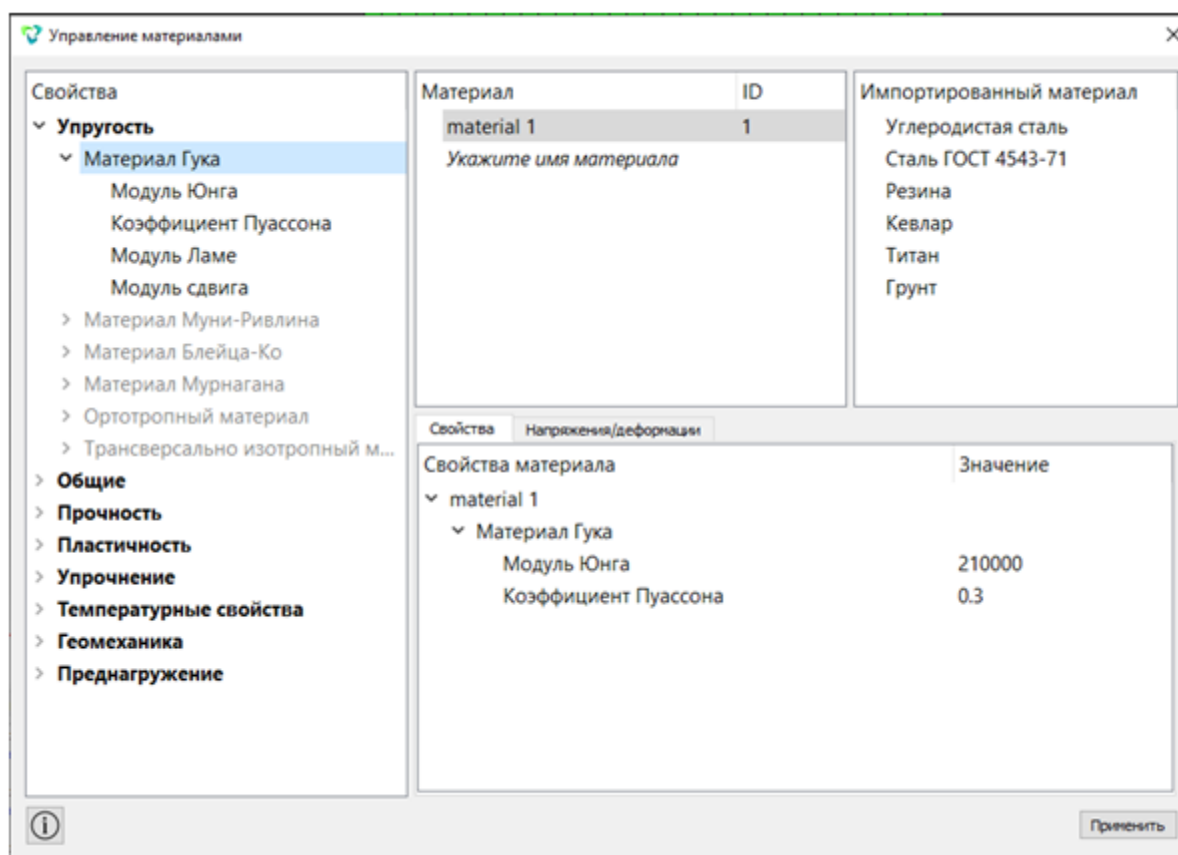 Управление материалами
Свойства
Упругость
Материал Гука
Модуль Юнга
Коэффициент Пуассона
Модуль Ламе
Модуль сдвига
Материал Муни-Ривлина
Материал Блейца-Ко
Материал Мурнагана
Ортотропный материал
Трансверсально изотропный м...
Общие
Прочность
Пластичность
Упрочнение
Температурные свойства
Геомеханика
Преднагружение
Материал ID
material 1 1
Укажите имя материала
Импортированный материал
Углеродистая сталь
Сталь ГОСТ 4543-71
Резина
Кевлар
Титан
Грунт
Свойства Напряжения/деформации
Свойства материала Значение
material 1
Материал Гука
Модуль Юнга 210000
Коэффициент Пуассона 0.3
Применить